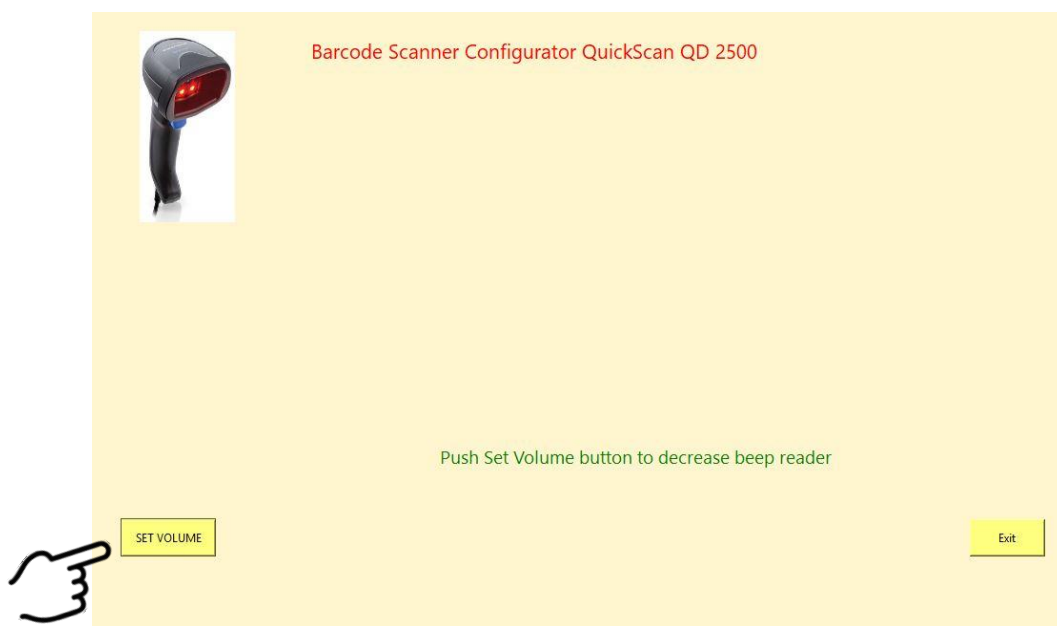 Barcode Scanner Configurator QuickScan QD 2500
Push Set Volume button to decrease beep reader
SET VOLUME
Exit